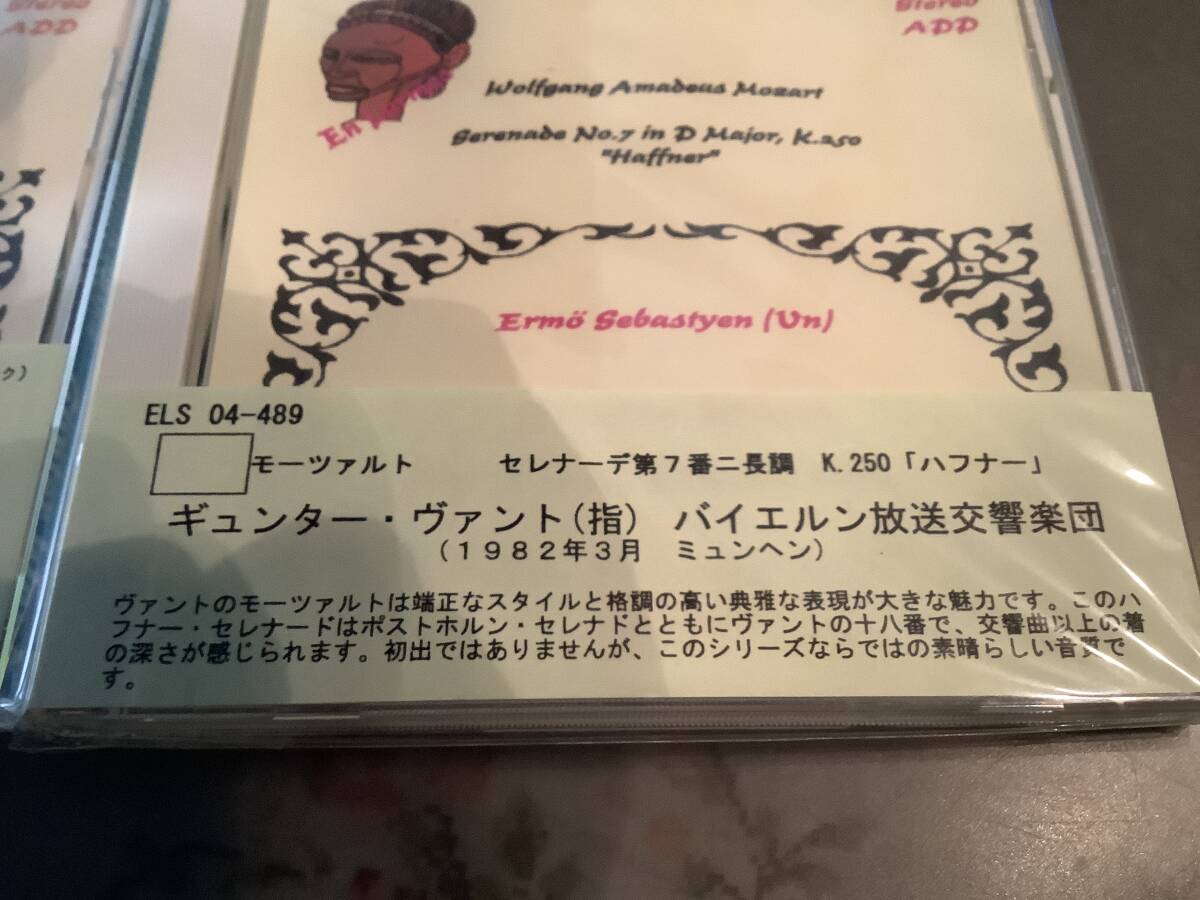 Stereo
ADD
Stereo
ADD
Wolfgang Amadeus Mozart
Serenade No.7 in D Major, K.250
"Haffner"
Ermö Sebastyen (Vn)
ク)
ELS 04-489
モーツァルト セレナーデ第７番ニ長調 K.250「ハフナー」
ギュンター・ヴァント(指) バイエルン放送交響楽団
(１９８２年３月 ミュンヘン)
ヴァントのモーツァルトは端正なスタイルと格調の高い典雅な表現が大きな魅力です。このハ
フナー・セレナードはポストホルン・セレナドとともにヴァントの十八番で、交響曲以上の着
の深さが感じられます。初出ではありませんが、このシリーズならではの素晴らしい音質で
す。